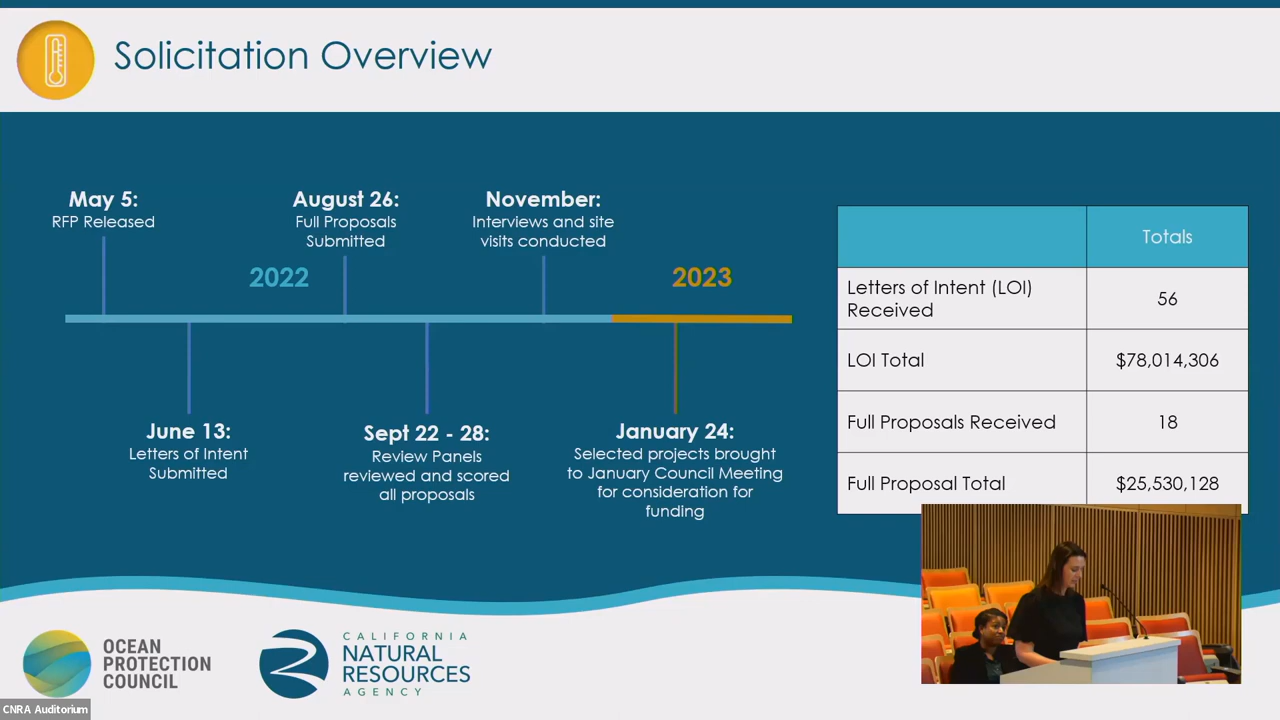 Solicitation Overview
May 5:
RFP Released
August 26:
Full Proposals
Submitted
November:
Interviews and site
visits conducted
2022
2023
June 13:
Letters of Intent
Submitted
Sept 22 - 28:
Review Panels
reviewed and scored
all proposals
January 24:
Selected projects brought
to January Council Meeting
for consideration for
funding
Totals
Letters of Intent (LOI)
Received
56
LOI Total
$78,014,306
Full Proposals Received
18
Full Proposal Total
$25,530,128
OCEAN
PROTECTION
COUNCIL
CALIFORNIA
NATURAL
RESOURCES
AGENCY
CNRA Auditorium